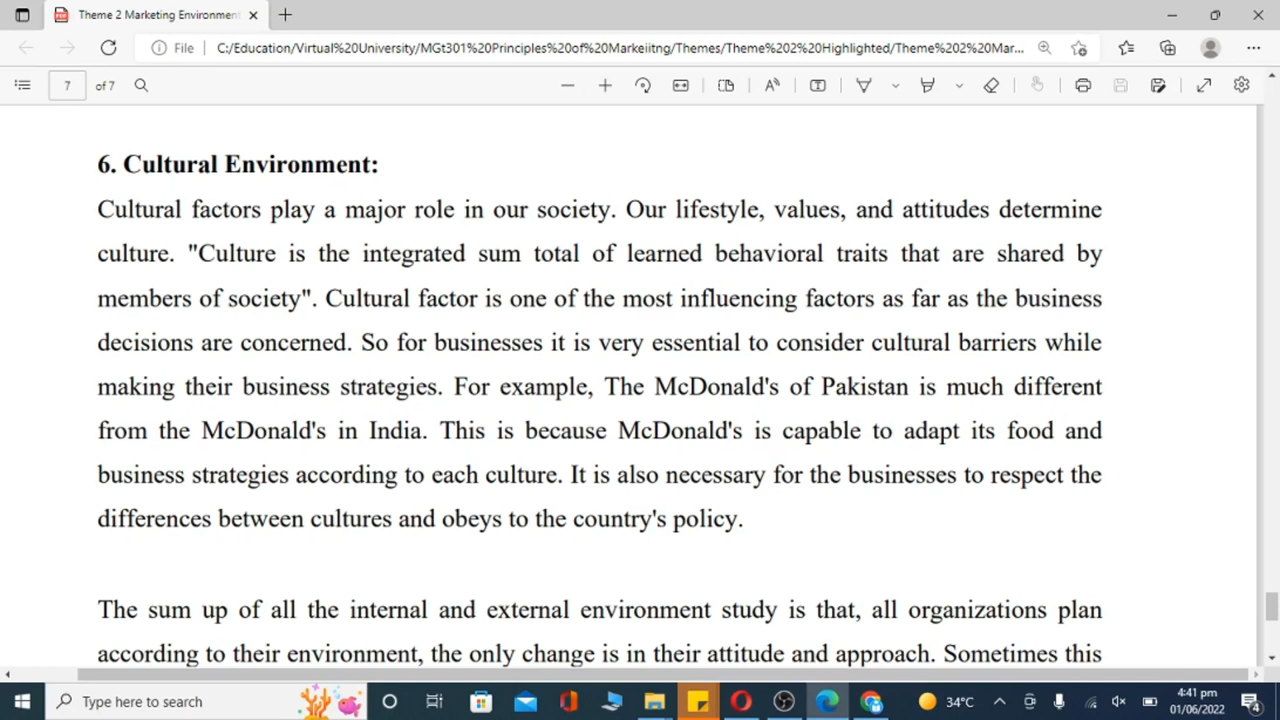 Theme 2 Marketing Environment
File
C:/Education/Virtual%20University/MGt301%20Principles%20of%20Markeiitng/Themes/Theme%202%20Highlighted/Theme%202%20Mar...
7 of 7
6. Cultural Environment:
Cultural factors play a major role in our society. Our lifestyle, values, and attitudes determine
culture. "Culture is the integrated sum total of learned behavioral traits that are shared by
members of society". Cultural factor is one of the most influencing factors as far as the business
decisions are concerned. So for businesses it is very essential to consider cultural barriers while
making their business strategies. For example, The McDonald's of Pakistan is much different
from the McDonald's in India. This is because McDonald's is capable to adapt its food and
business strategies according to each culture. It is also necessary for the businesses to respect the
differences between cultures and obeys to the country's policy.
The sum up of all the internal and external environment study is that, all organizations plan
according to their environment, the only change is in their attitude and approach. Sometimes this
Type here to search
34°C
4:41 pm
01/06/2022
4